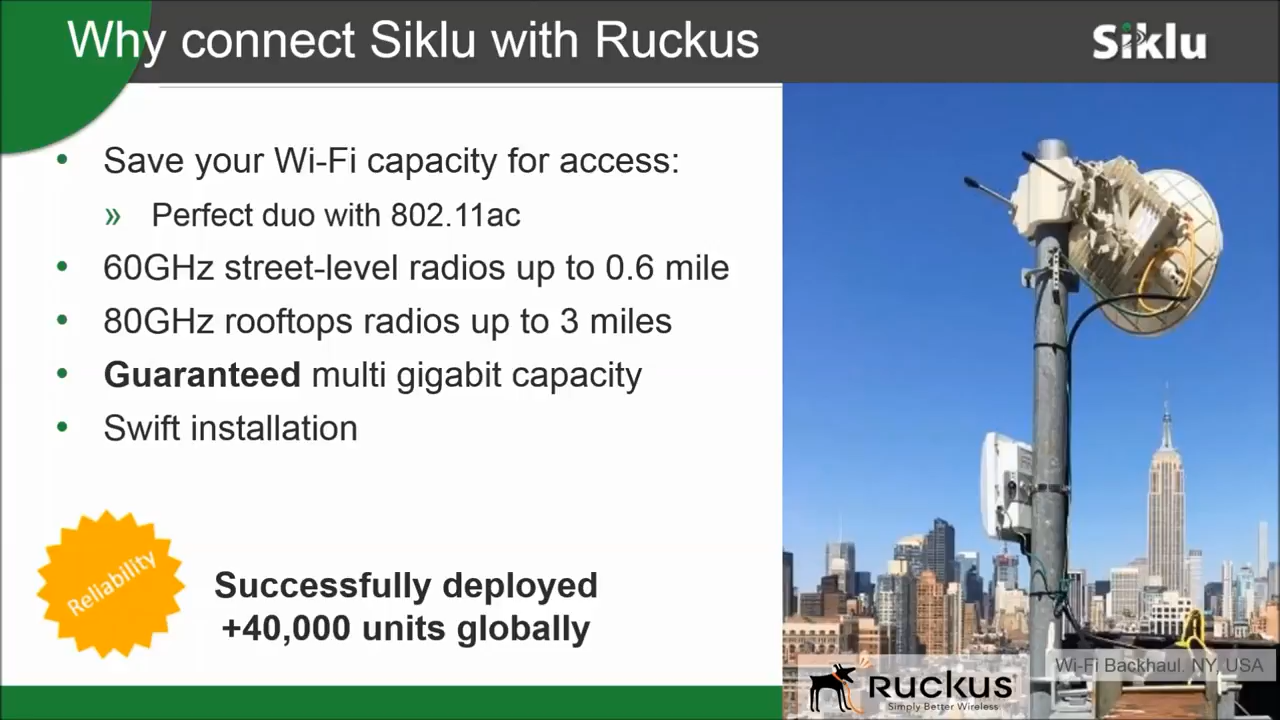 Why connect Siklu with Ruckus
Siklu
• Save your Wi-Fi capacity for access:
» Perfect duo with 802.11ac
• 60GHz street-level radios up to 0.6 mile
• 80GHz rooftops radios up to 3 miles
• Guaranteed multi gigabit capacity
• Swift installation
Reliability
Successfully deployed
+40,000 units globally
Wi-Fi Backhaul. NY, USA
RUCKUS
Simply Better Wireless